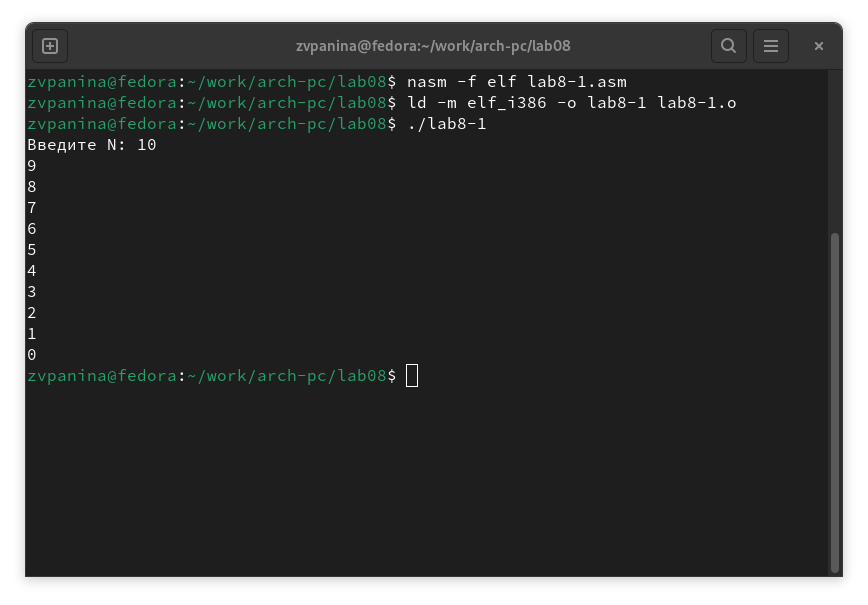 zvpanina@fedora:~/work/arch-pc/lab08
zvpanina@fedora:~/work/arch-pc/lab08$ nasm -f elf lab8-1.asm
zvpanina@fedora:~/work/arch-pc/lab08$ ld -m elf_i386 -o lab8-1 lab8-1.o
zvpanina@fedora:~/work/arch-pc/lab08$ ./lab8-1
Введите N: 10
9
8
7
6
5
4
3
2
1
0
zvpanina@fedora:~/work/arch-pc/lab08$